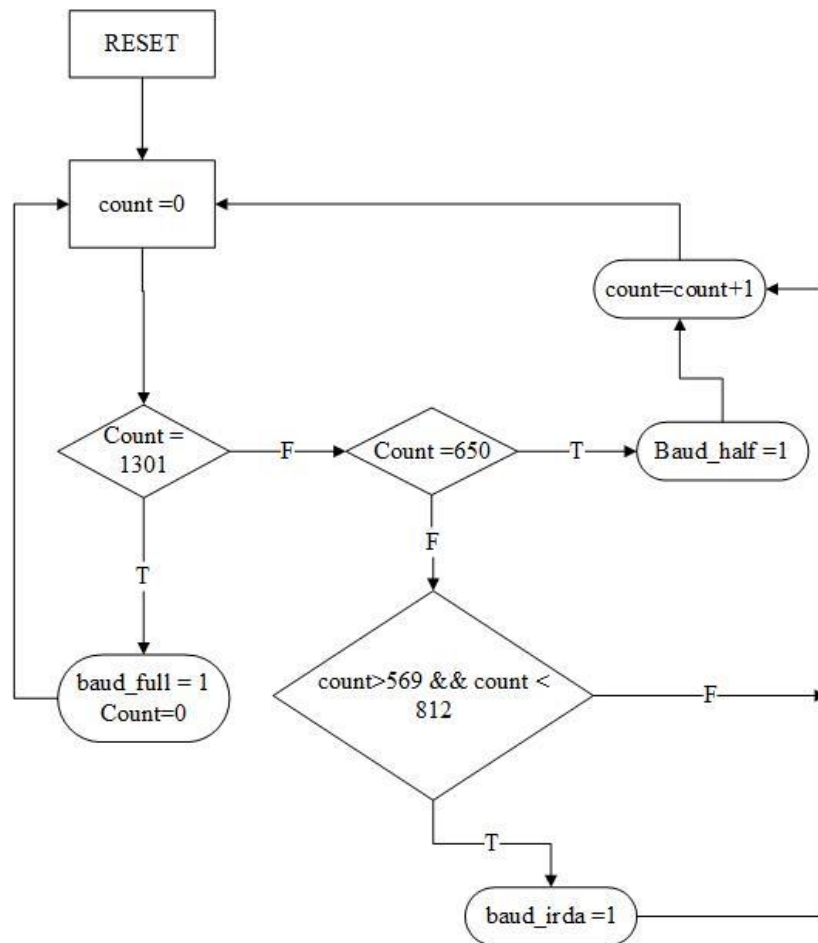 RESET
count =0
count=count+1
Count =
1301
F
Count =650
T
Baud_half =1
T
F
baud_full = 1
Count=0
count>569 && count <
812
F
T
baud_irda =1